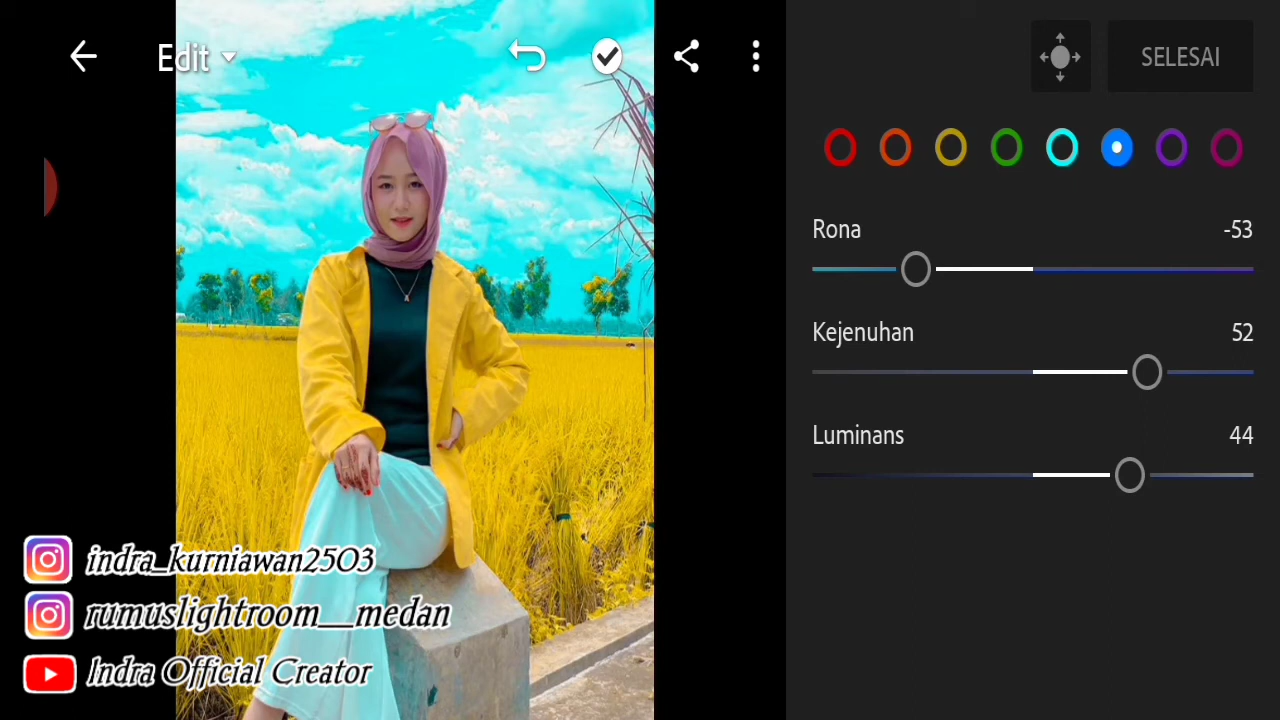 Edit
SELESAI
Rona -53
Kejenuhan 52
Luminans 44
indra_kurniawan2503
rumuslightroom__medan
Indra Official Creator